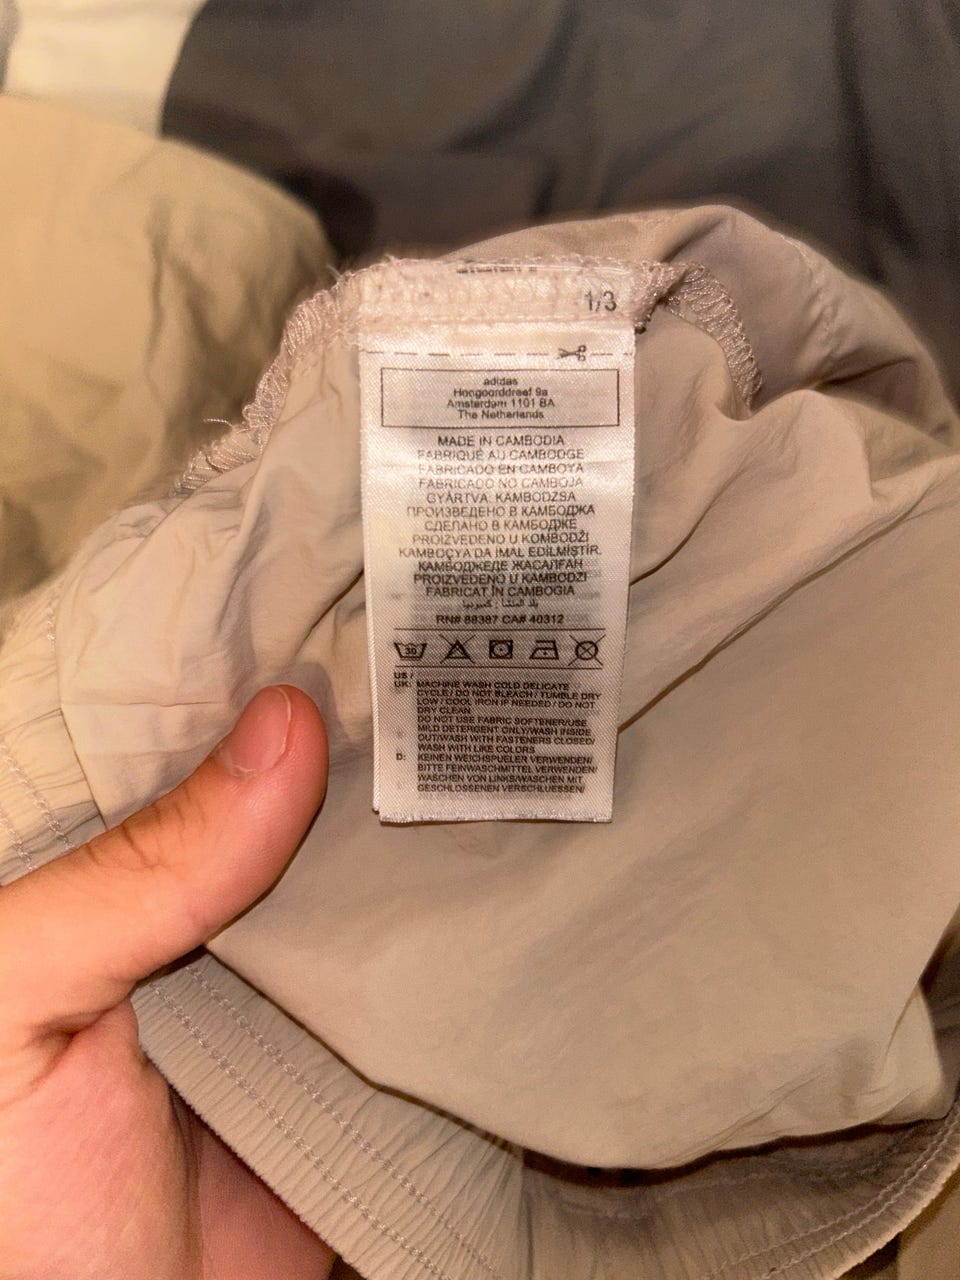 1/3
adidas
Hoogoorddreef 9a
Amsterdam 1101 BA
The Netherlands
MADE IN CAMBODIA
FABRIQUÉ AU CAMBODGE
FABRICADO EN CAMBOYA
FABRICADO NO CAMBOJA
GYÁRTVA: KAMBODZSA
ПРОИЗВЕДЕНО В КАМБОДЖА
СДЕЛАНО В КАМБОДЖЕ
PROIZVEDENO U KOMBODŽI
KAMBOÇYA'DA İMAL EDİLMİŞTİR.
КАМБОДЖЕДЕ ЖАСАЛҒАН
PROIZVEDENO U KAMBODŽI
FABRICAT ÎN CAMBOGIA
بلد المنشأ : كمبوديا
RN# 88387 CA# 40312
30
US /
UK: MACHINE WASH COLD DELICATE
CYCLE / DO NOT BLEACH / TUMBLE DRY
LOW / COOL IRON IF NEEDED / DO NOT
DRY CLEAN
DO NOT USE FABRIC SOFTENER/USE
MILD DETERGENT ONLY/WASH INSIDE
OUT/WASH WITH FASTENERS CLOSED/
WASH WITH LIKE COLORS
D: KEINEN WEICHSPUELER VERWENDEN/
BITTE FEINWASCHMITTEL VERWENDEN/
WASCHEN VON LINKS/WASCHEN MIT
GESCHLOSSENEN VERSCHLUESSEN/